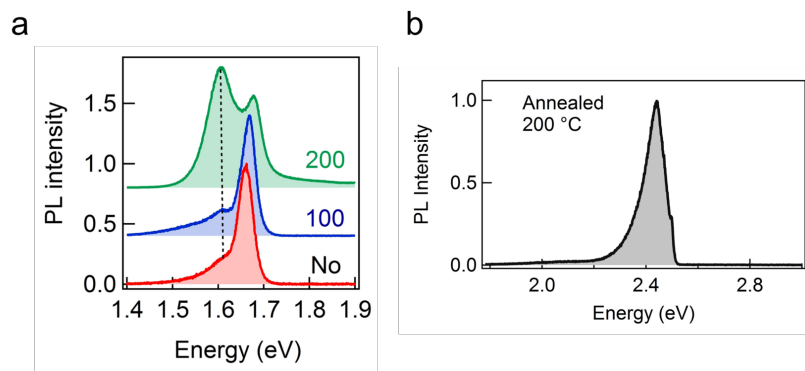 a
PL intensity
1.5
1.0
0.5
0.0
200
100
No
1.4
1.5
1.6
1.7
1.8
1.9
Energy (eV)
b
PL Intensity
1.0
0.5
0.0
Annealed
200 °C
2.0
2.4
2.8
Energy (eV)